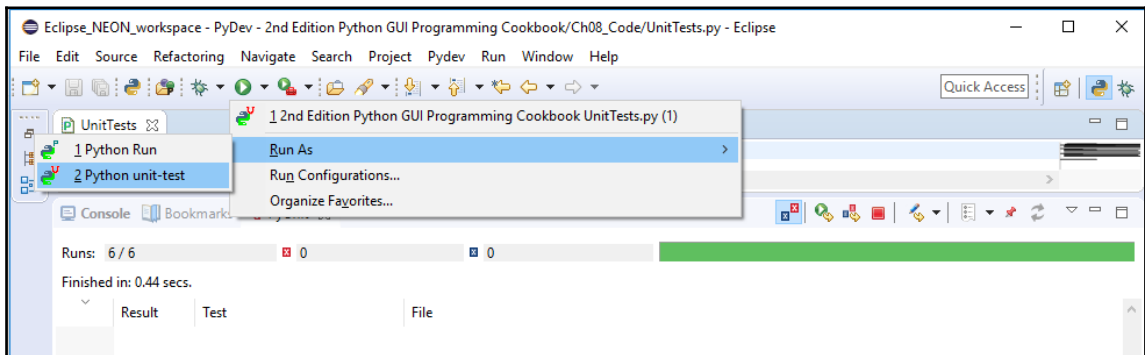 Eclipse_NEON_workspace - PyDev - 2nd Edition Python GUI Programming Cookbook/Ch08_Code/UnitTests.py - Eclipse
File Edit Source Refactoring Navigate Search Project Pydev Run Window Help
Quick Access
UnitTests
1 2nd Edition Python GUI Programming Cookbook UnitTests.py (1)
1 Python Run
Run As
2 Python unit-test
Run Configurations...
Organize Favorites...
Console Bookmarks
Runs: 6 / 6 0 0
Finished in: 0.44 secs.
Result Test File